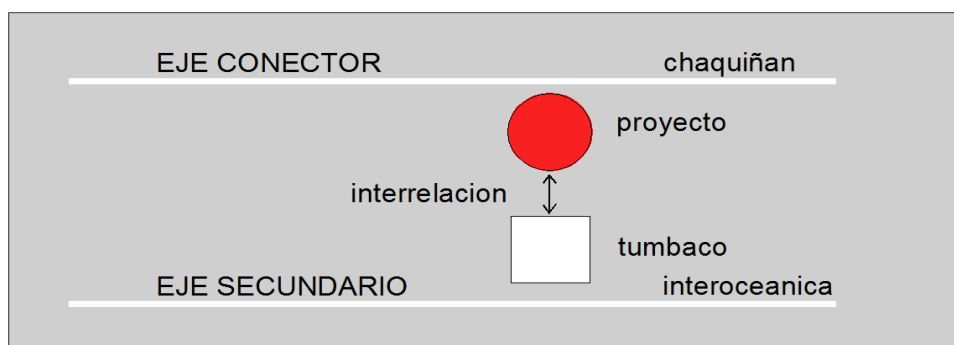 EJE CONECTOR chaquiñan
proyecto
interrelacion
tumbaco
EJE SECUNDARIO interoceanica